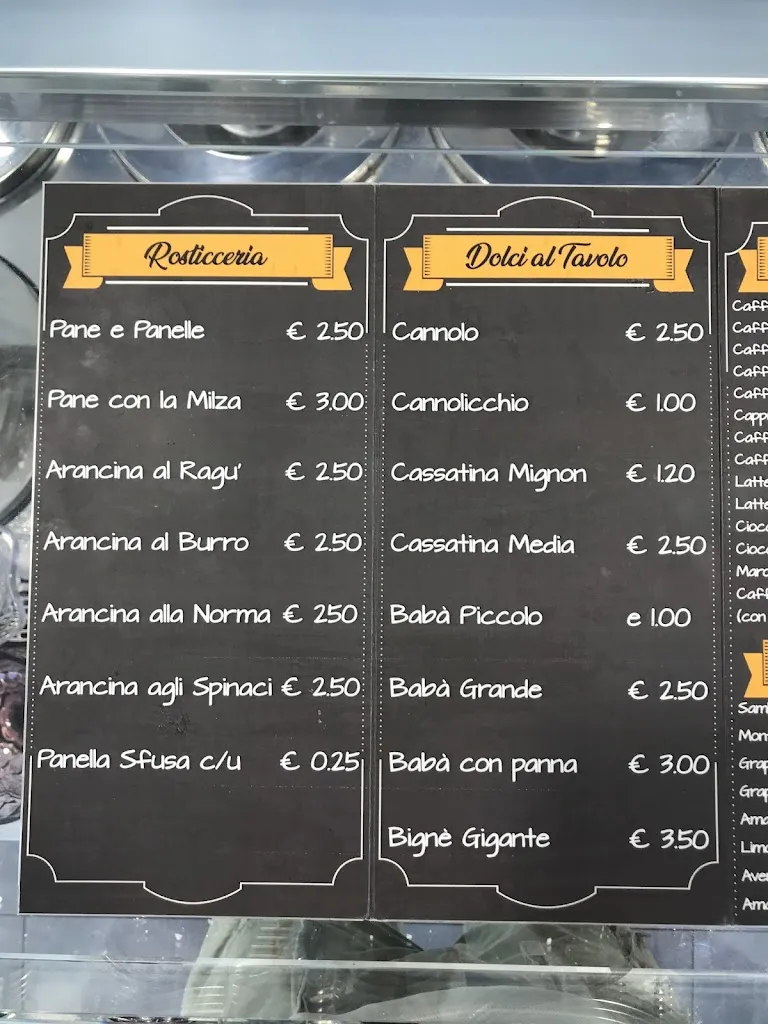 Rosticceria
Pane e Panelle € 2.50
Pane con la Milza € 3.00
Arancina al Ragu' € 2.50
Arancina al Burro € 2.50
Arancina alla Norma € 250
Arancina agli Spinaci € 2.50
Panella Sfusa c/u € 0.25
Dolci al Tavolo
Cannolo € 2.50
Cannolicchio € 1.00
Cassatina Mignon € 1.20
Cassatina Media € 2.50
Babà Piccolo e 1.00
Babà Grande € 2.50
Babà con panna € 3.00
Bignè Gigante € 3.50
Latte
Latte
(con